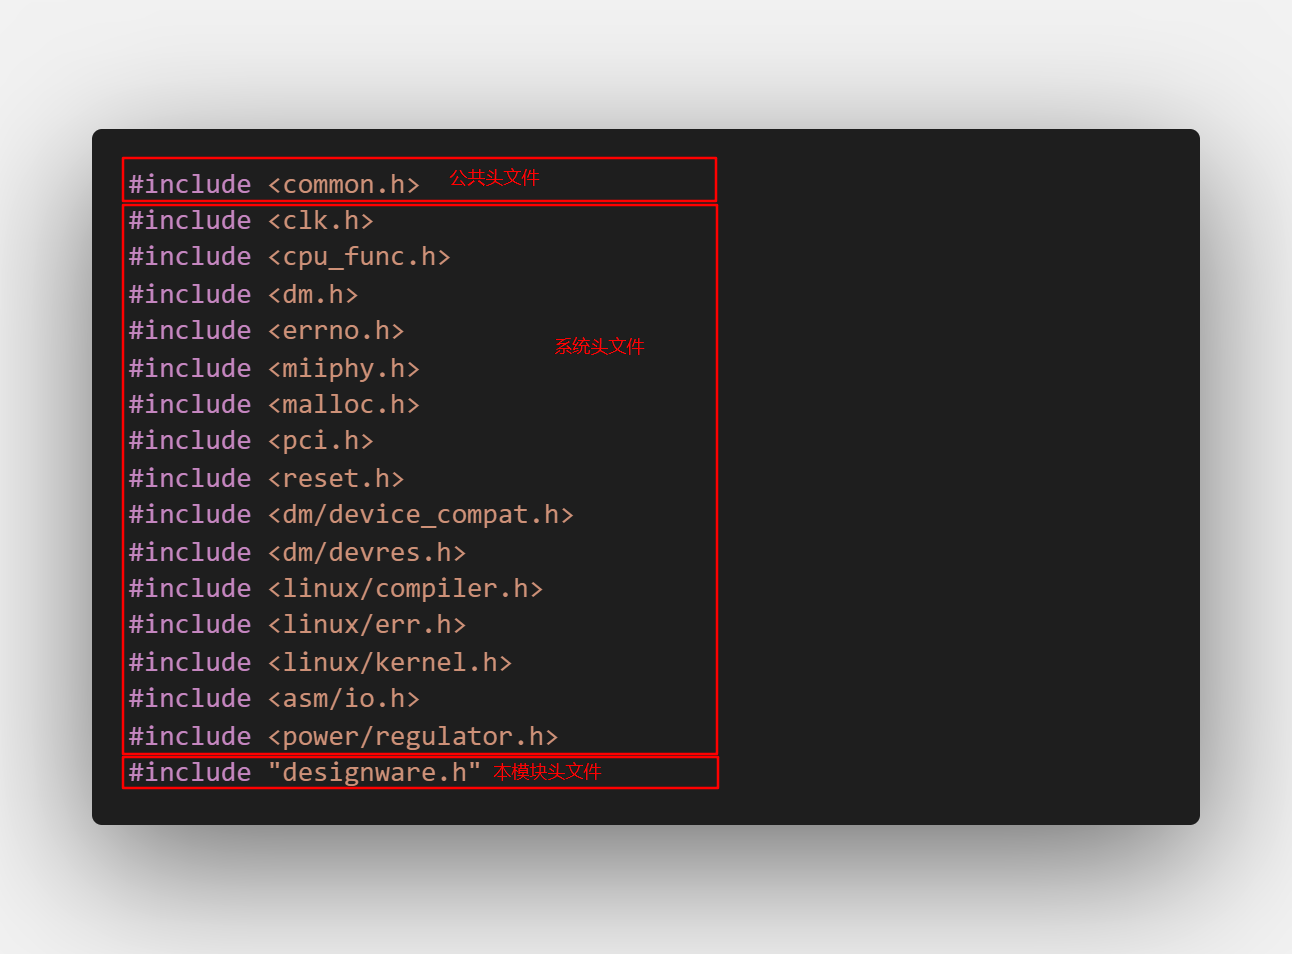 #include <common.h> 公共头文件
#include <clk.h>
#include <cpu_func.h>
#include <dm.h>
#include <errno.h>
系统头文件
#include <miiphy.h>
#include <malloc.h>
#include <pci.h>
#include <reset.h>
#include <dm/device_compat.h>
#include <dm/devres.h>
#include <linux/compiler.h>
#include <linux/err.h>
#include <linux/kernel.h>
#include <asm/io.h>
#include <power/regulator.h>
#include "designware.h" 本模块头文件